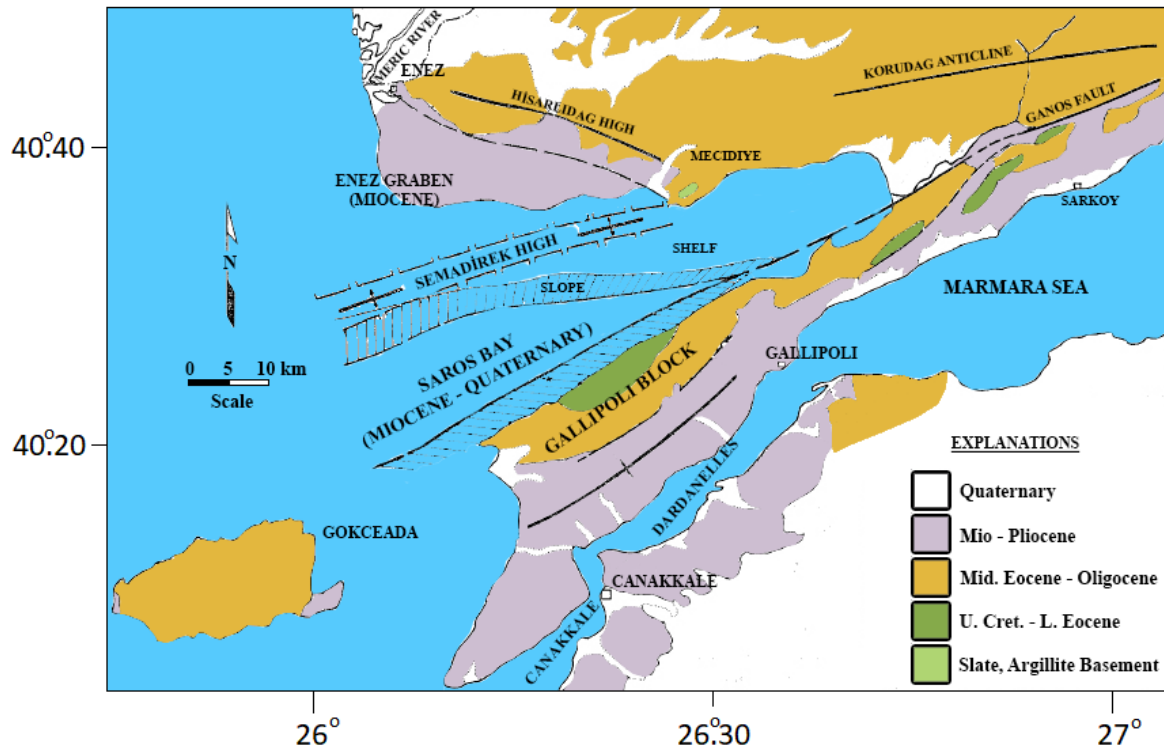 MERIC RIVER
ENEZ
KORUDAG ANTICLINE
HİSAREIDAG HIGH
GANOS FAULT
40°40
MECIDIYE
ENEZ GRABEN
(MIOCENE)
SARKOY
N
SEMADİREK HIGH
SHELF
SLOPE
MARMARA SEA
SAROS BAY
(MIOCENE - QUATERNARY)
GALLIPOLI
0 5 10 km
Scale
GALLIPOLI BLOCK
40°20
DARDANELLES
GOKCEADA
CANAKKALE
CANAKKALE
EXPLANATIONS
Quaternary
Mio - Pliocene
Mid. Eocene - Oligocene
U. Cret. - L. Eocene
Slate, Argillite Basement
26°
26°30
27°